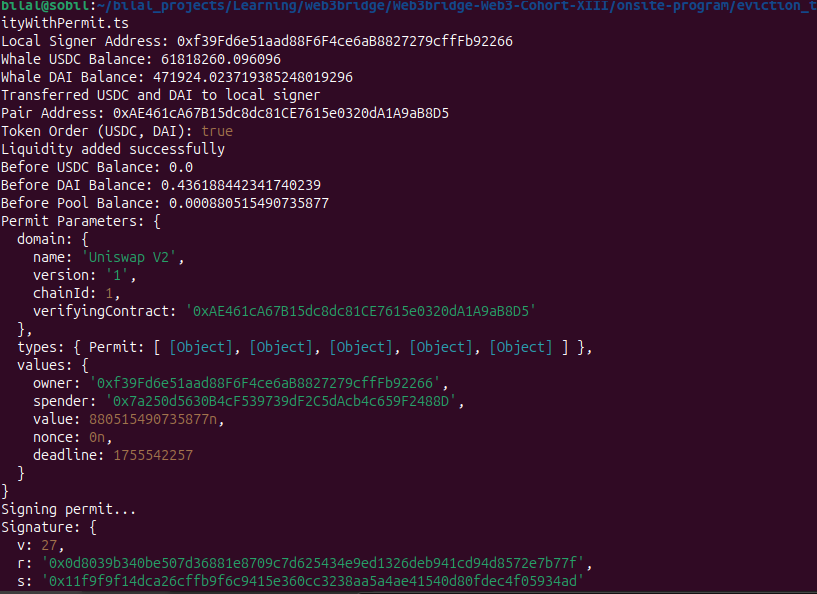 bilal@sobil:~/bilal_projects/Learning/web3bridge/Web3bridge-Web3-Cohort-XIII/onsite-program/eviction_t
ityWithPermit.ts
Local Signer Address: 0xf39Fd6e51aad88F6F4ce6aB8827279cffFb92266
Whale USDC Balance: 61818260.096096
Whale DAI Balance: 471924.023719385248019296
Transferred USDC and DAI to local signer
Pair Address: 0xAE461cA67B15dc8dc81CE7615e0320dA1A9aB8D5
Token Order (USDC, DAI): true
Liquidity added successfully
Before USDC Balance: 0.0
Before DAI Balance: 0.436188442341740239
Before Pool Balance: 0.000880515490735877
Permit Parameters: {
  domain: {
    name: 'Uniswap V2',
    version: '1',
    chainId: 1,
    verifyingContract: '0xAE461cA67B15dc8dc81CE7615e0320dA1A9aB8D5'
  },
  types: { Permit: [ [Object], [Object], [Object], [Object], [Object] ] },
  values: {
    owner: '0xf39Fd6e51aad88F6F4ce6aB8827279cffFb92266',
    spender: '0x7a250d5630B4cF539739dF2C5dAcb4c659F2488D',
    value: 880515490735877n,
    nonce: 0n,
    deadline: 1755542257
  }
}
Signing permit...
Signature: {
  v: 27,
  r: '0x0d8039b340be507d36881e8709c7d625434e9ed1326deb941cd94d8572e7b77f',
  s: '0x11f9f9f14dca26cffb9f6c9415e360cc3238aa5a4ae41540d80fdec4f05934ad'